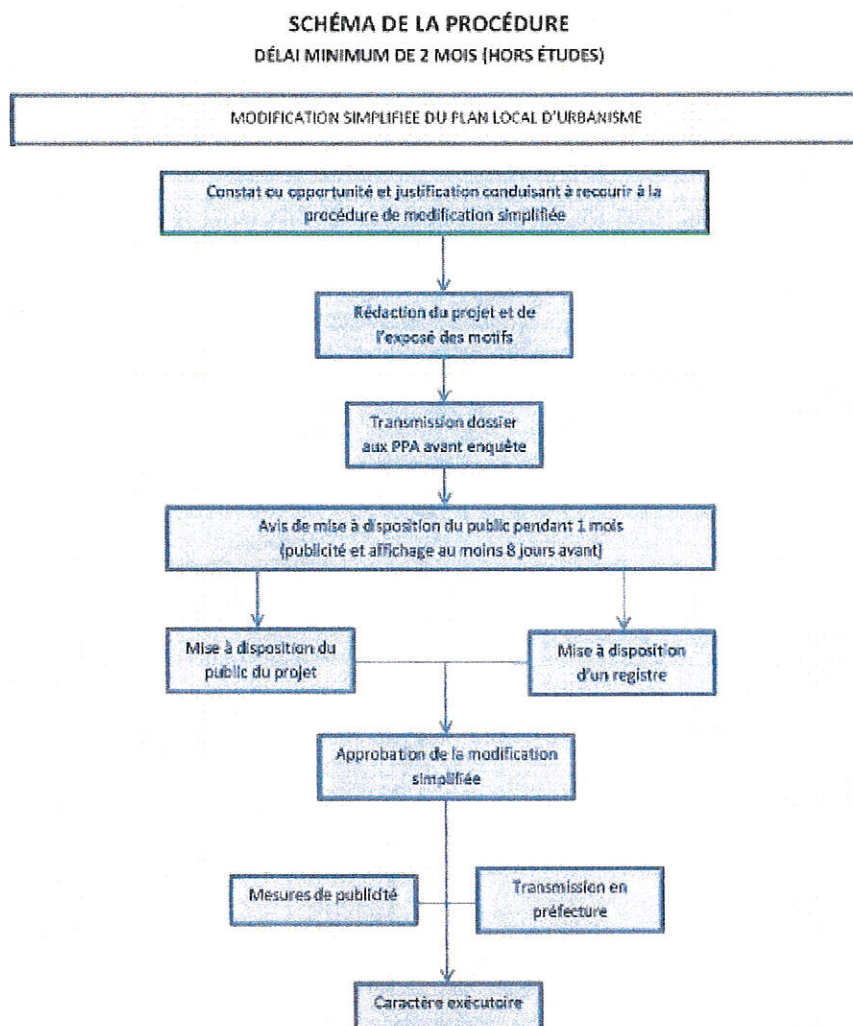 SCHÉMA DE LA PROCÉDURE
DÉLAI MINIMUM DE 2 MOIS (HORS ÉTUDES)
MODIFICATION SIMPLIFIEE DU PLAN LOCAL D'URBANISME
Constat ou opportunité et justification conduisant à recourir à la
procédure de modification simplifiée
Rédaction du projet et de
l'exposé des motifs
Transmission dossier
aux PPA avant enquête
Avis de mise à disposition du public pendant 1 mois
(publicité et affichage au moins 8 jours avant)
Mise à disposition du
public du projet
Mise à disposition
d'un registre
Approbation de la modification
simplifiée
Mesures de publicité
Transmission en
préfecture
Caractère exécutoire